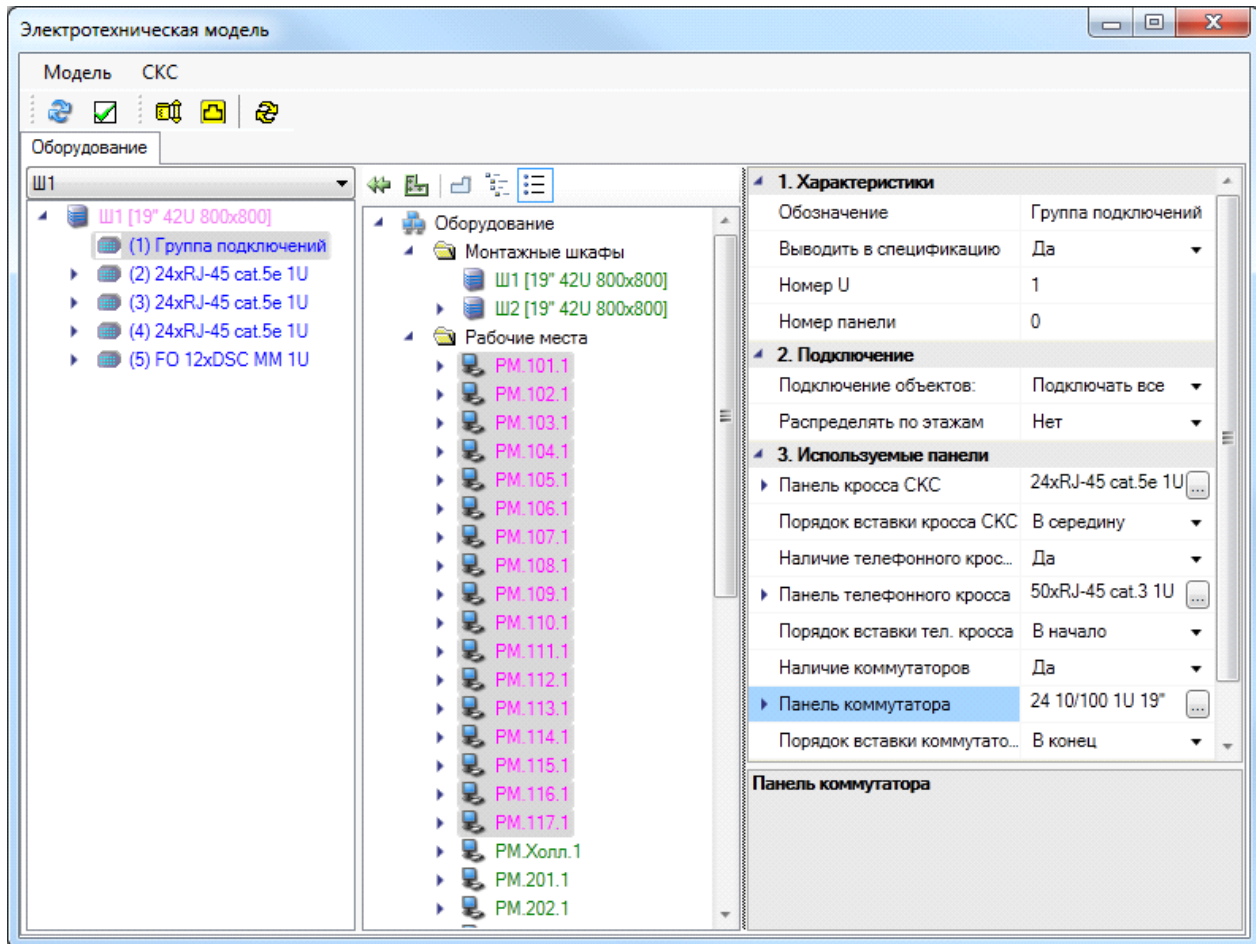 Электротехническая модель
Модель СКС
Оборудование
Ш1
Ш1 [19" 42U 800x800]
(1) Группа подключений
(2) 24xRJ-45 cat.5e 1U
(3) 24xRJ-45 cat.5e 1U
(4) 24xRJ-45 cat.5e 1U
(5) FO 12xDSC MM 1U
Оборудование
Монтажные шкафы
Ш1 [19" 42U 800x800]
Ш2 [19" 42U 800x800]
Рабочие места
РМ.101.1
РМ.102.1
РМ.103.1
РМ.104.1
РМ.105.1
РМ.106.1
РМ.107.1
РМ.108.1
РМ.109.1
РМ.110.1
РМ.111.1
РМ.112.1
РМ.113.1
РМ.114.1
РМ.115.1
РМ.116.1
РМ.117.1
РМ.Холл.1
РМ.201.1
РМ.202.1
1. Характеристики
Обозначение Группа подключений
Выводить в спецификацию Да
Номер U 1
Номер панели 0
2. Подключение
Подключение объектов: Подключать все
Распределять по этажам Нет
3. Используемые панели
Панель кросса СКС 24xRJ-45 cat.5e 1U ...
Порядок вставки кросса СКС В середину
Наличие телефонного крос... Да
Панель телефонного кросса 50xRJ-45 cat.3 1U ...
Порядок вставки тел. кросса В начало
Наличие коммутаторов Да
Панель коммутатора 24 10/100 1U 19" ...
Порядок вставки коммутато... В конец
Панель коммутатора